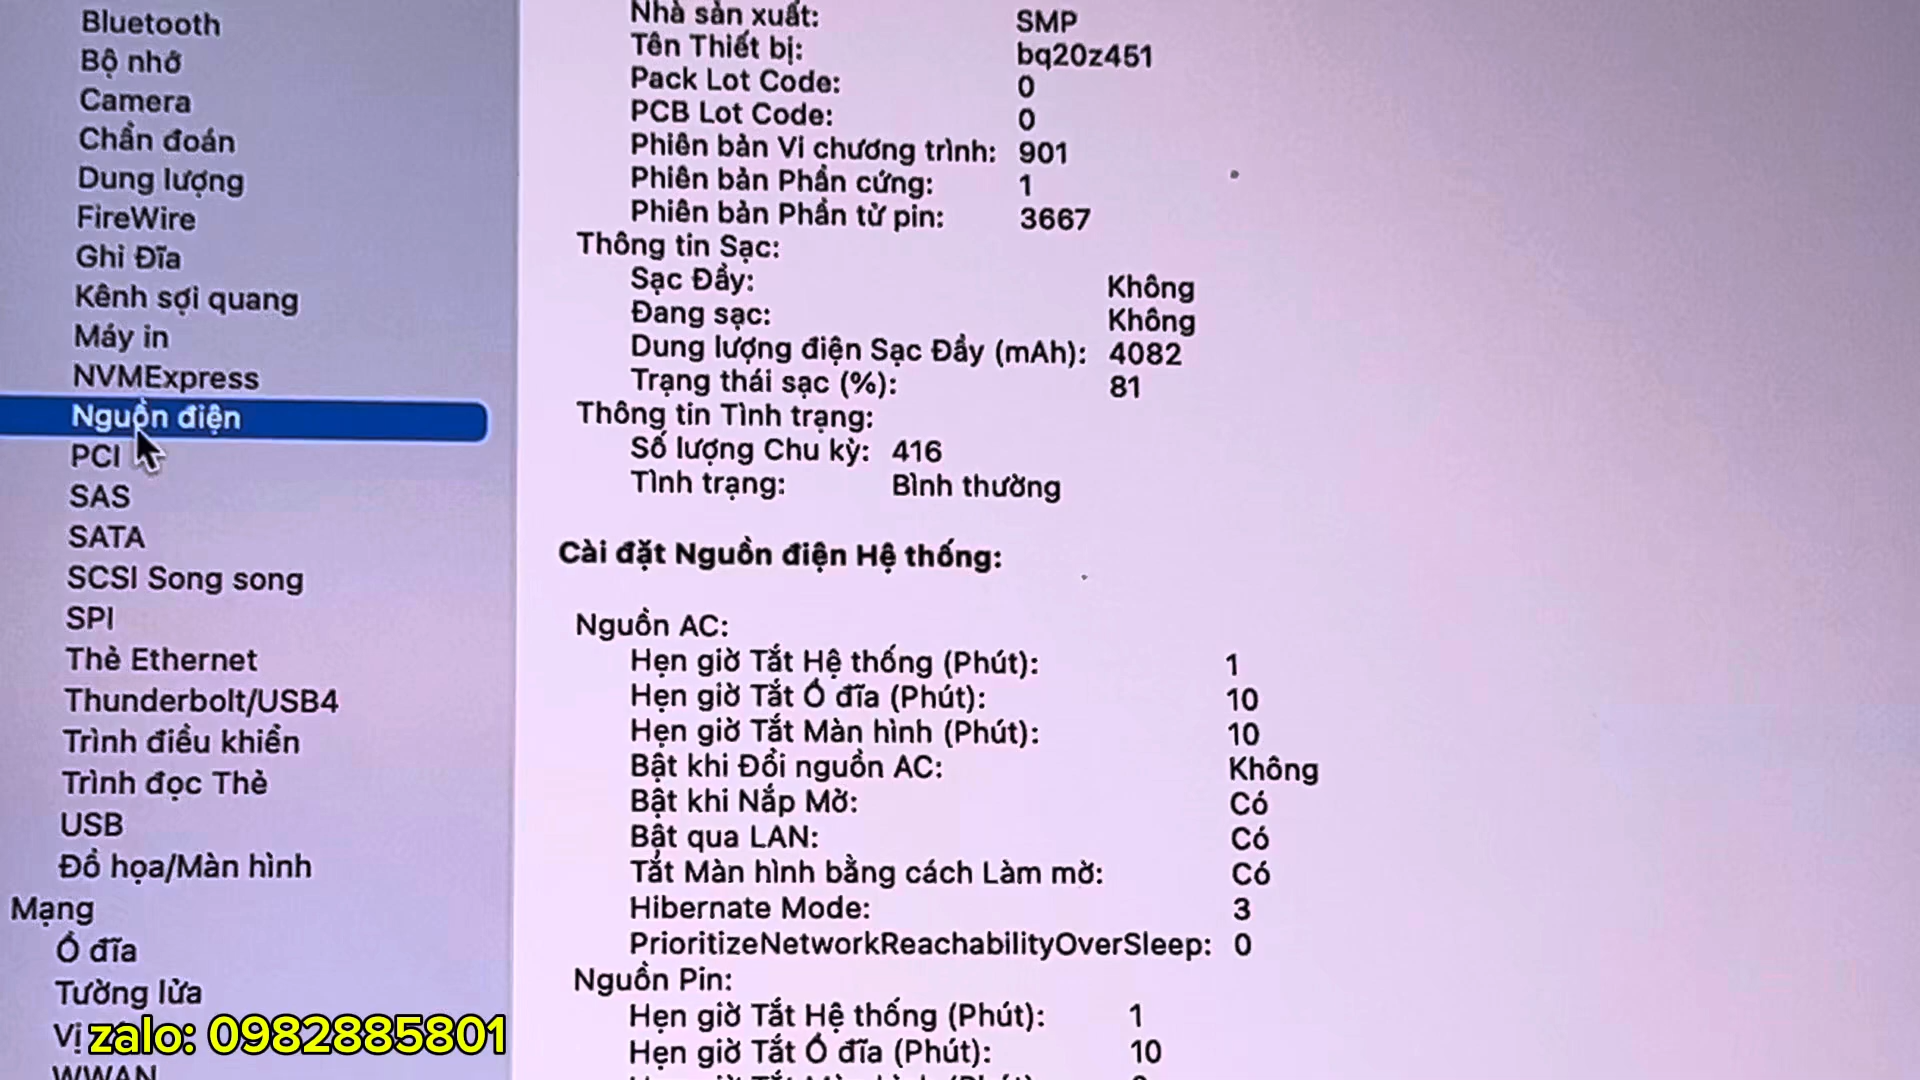 Bluetooth
Bộ nhớ
Camera
Chẩn đoán
Dung lượng
FireWire
Ghi Đĩa
Kênh sợi quang
Máy in
NVMExpress
Nguồn điện
PCI
SAS
SATA
SCSI Song song
SPI
Thẻ Ethernet
Thunderbolt/USB4
Trình điều khiển
Trình đọc Thẻ
USB
Đồ họa/Màn hình
Mạng
Ổ đĩa
Tường lửa
Vị
WWAN
Nhà sản xuất: SMP
Tên Thiết bị: bq20z451
Pack Lot Code: 0
PCB Lot Code: 0
Phiên bản Vi chương trình: 901
Phiên bản Phần cứng: 1
Phiên bản Phần tử pin: 3667
Thông tin Sạc:
Sạc Đầy: Không
Đang sạc: Không
Dung lượng điện Sạc Đầy (mAh): 4082
Trạng thái sạc (%): 81
Thông tin Tình trạng:
Số lượng Chu kỳ: 416
Tình trạng: Bình thường
Cài đặt Nguồn điện Hệ thống:
Nguồn AC:
Hẹn giờ Tắt Hệ thống (Phút): 1
Hẹn giờ Tắt Ổ đĩa (Phút): 10
Hẹn giờ Tắt Màn hình (Phút): 10
Bật khi Đổi nguồn AC: Không
Bật khi Nắp Mở: Có
Bật qua LAN: Có
Tắt Màn hình bằng cách Làm mờ: Có
Hibernate Mode: 3
PrioritizeNetworkReachabilityOverSleep: 0
Nguồn Pin:
Hẹn giờ Tắt Hệ thống (Phút): 1
Hẹn giờ Tắt Ổ đĩa (Phút): 10
zalo: 0982885801